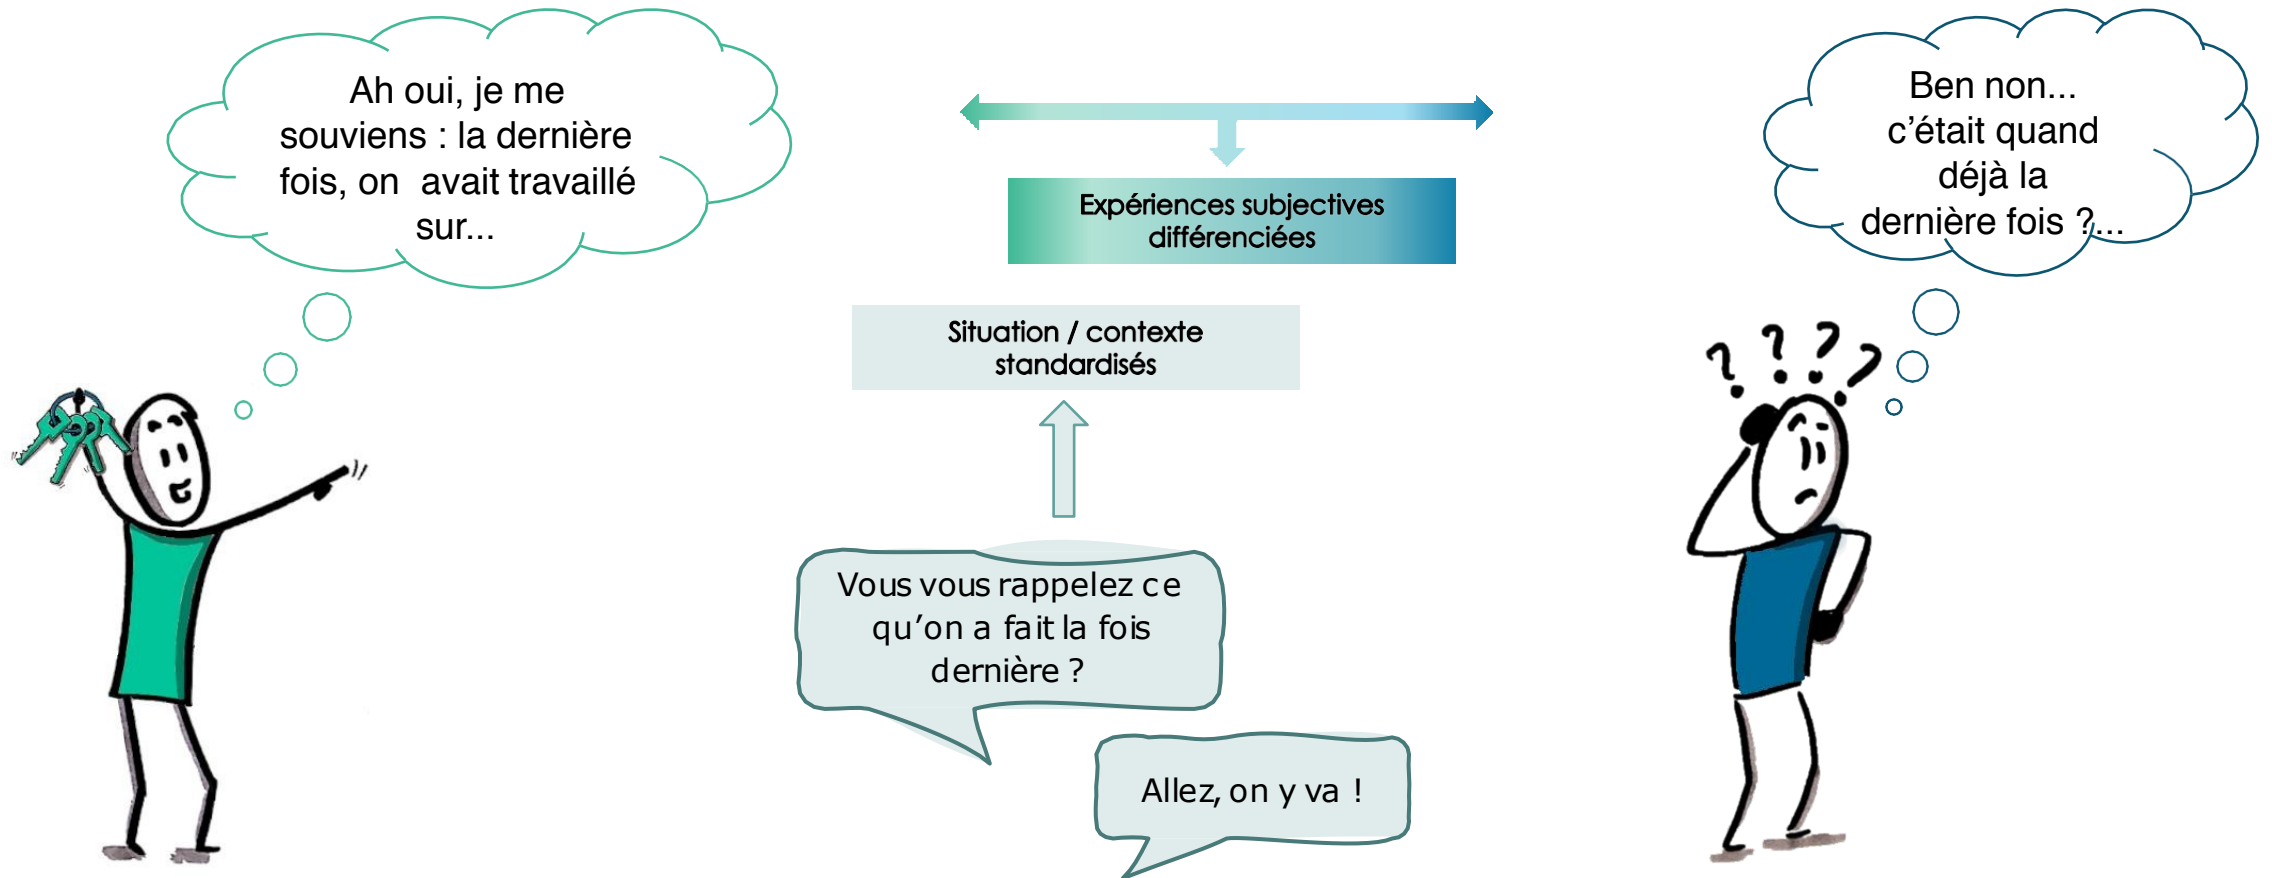 Ah oui, je me
souviens : la dernière
fois, on avait travaillé
sur...
Expériences subjectives
différenciées
Situation / contexte
standardisés
Vous vous rappelez ce
qu’on a fait la fois
dernière ?
Allez, on y va !
Ben non...
c’était quand
déjà la
dernière fois ?...
? ? ? ?